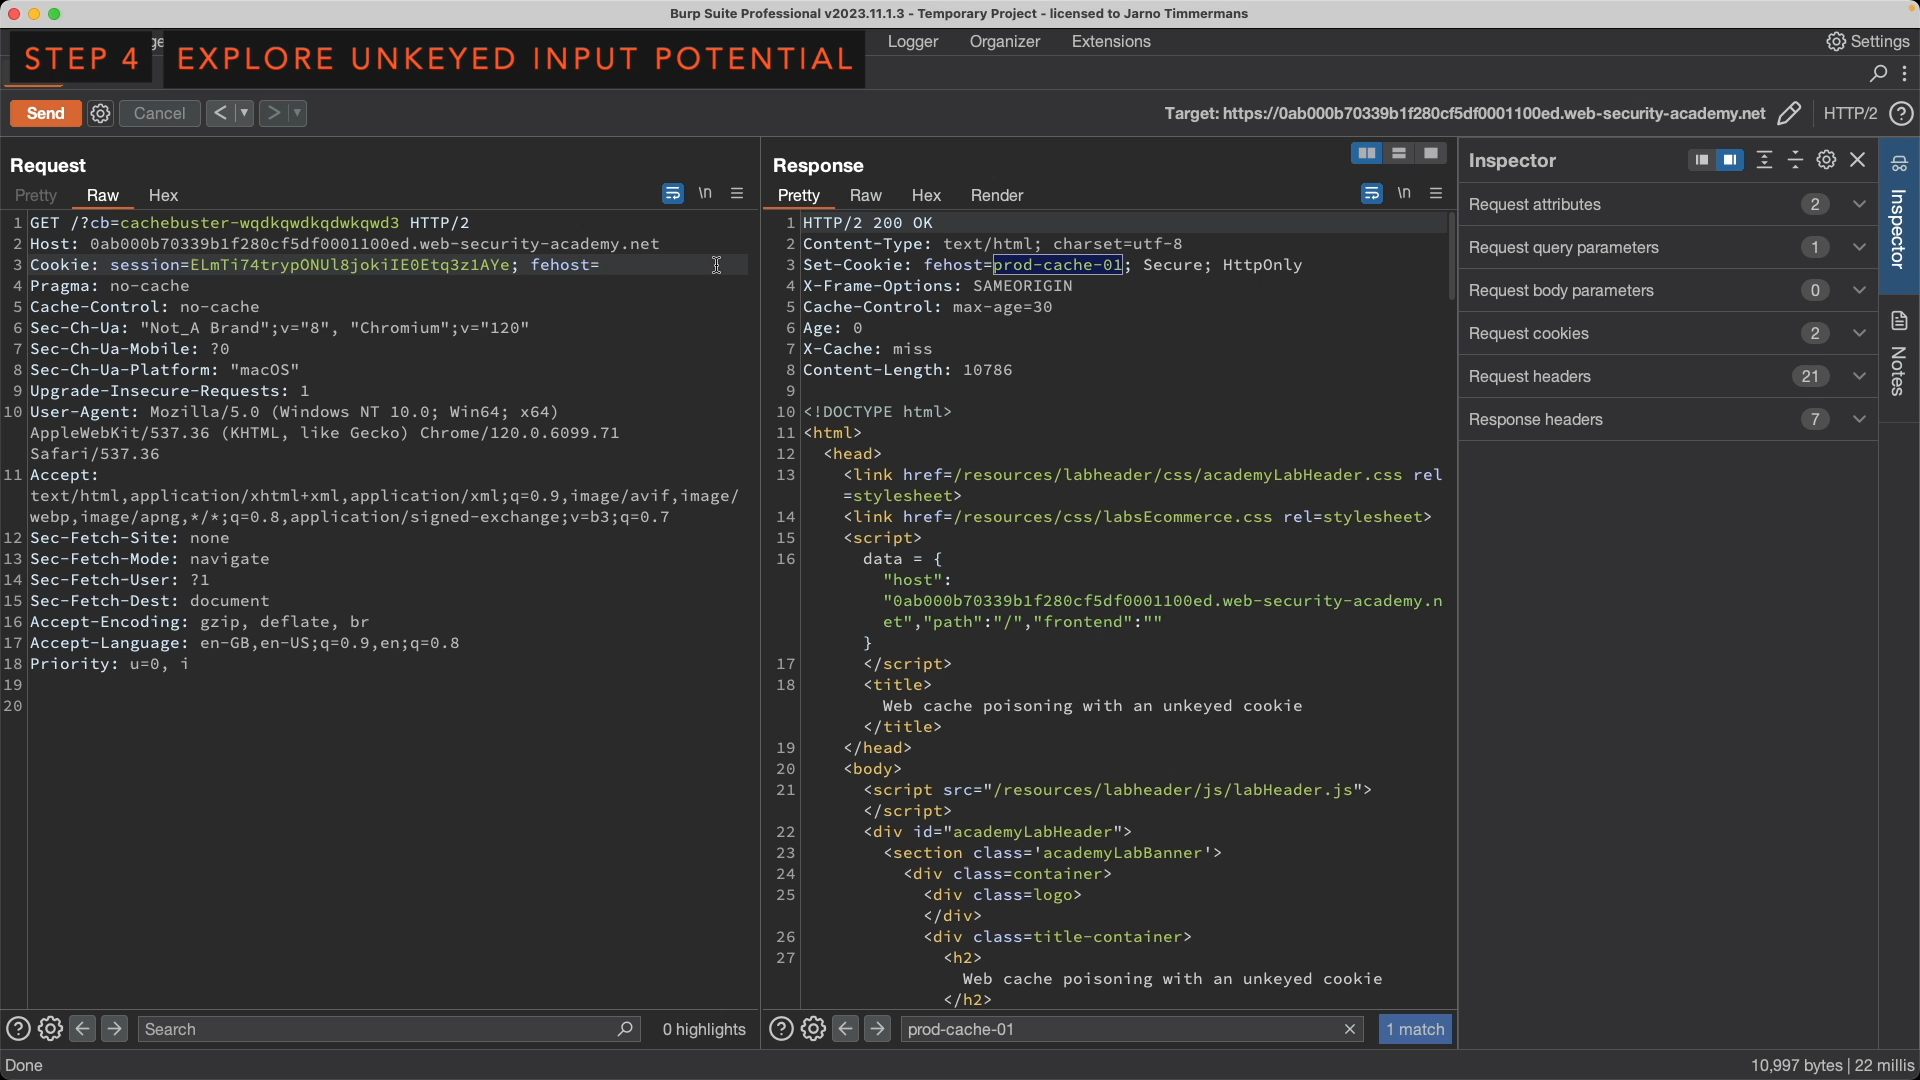 Burp Suite Professional v2023.11.1.3 - Temporary Project - licensed to Jarno Timmermans
STEP 4 EXPLORE UNKEYED INPUT POTENTIAL
Logger Organizer Extensions Settings
Send Cancel < > Target: https://0ab000b70339b1f280cf5df0001100ed.web-security-academy.net HTTP/2
Request
Pretty Raw Hex \n
1 GET /?cb=cachebuster-wqdkqwdkqdwkqwd3 HTTP/2
2 Host: 0ab000b70339b1f280cf5df0001100ed.web-security-academy.net
3 Cookie: session=ELmTi74trypONUl8jokiIE0Etq3z1AYe; fehost=
4 Pragma: no-cache
5 Cache-Control: no-cache
6 Sec-Ch-Ua: "Not_A Brand";v="8", "Chromium";v="120"
7 Sec-Ch-Ua-Mobile: ?0
8 Sec-Ch-Ua-Platform: "macOS"
9 Upgrade-Insecure-Requests: 1
10 User-Agent: Mozilla/5.0 (Windows NT 10.0; Win64; x64)
AppleWebKit/537.36 (KHTML, like Gecko) Chrome/120.0.6099.71
Safari/537.36
11 Accept:
text/html,application/xhtml+xml,application/xml;q=0.9,image/avif,image/
webp,image/apng,*/*;q=0.8,application/signed-exchange;v=b3;q=0.7
12 Sec-Fetch-Site: none
13 Sec-Fetch-Mode: navigate
14 Sec-Fetch-User: ?1
15 Sec-Fetch-Dest: document
16 Accept-Encoding: gzip, deflate, br
17 Accept-Language: en-GB,en-US;q=0.9,en;q=0.8
18 Priority: u=0, i
19
20
Search 0 highlights
Response
Pretty Raw Hex Render \n
1 HTTP/2 200 OK
2 Content-Type: text/html; charset=utf-8
3 Set-Cookie: fehost=prod-cache-01; Secure; HttpOnly
4 X-Frame-Options: SAMEORIGIN
5 Cache-Control: max-age=30
6 Age: 0
7 X-Cache: miss
8 Content-Length: 10786
9
10 <!DOCTYPE html>
11 <html>
12 <head>
13 <link href=/resources/labheader/css/academyLabHeader.css rel
=stylesheet>
14 <link href=/resources/css/labsEcommerce.css rel=stylesheet>
15 <script>
16 data = {
"host":
"0ab000b70339b1f280cf5df0001100ed.web-security-academy.n
et","path":"/","frontend":""
}
17 </script>
18 <title>
Web cache poisoning with an unkeyed cookie
</title>
19 </head>
20 <body>
21 <script src="/resources/labheader/js/labHeader.js">
</script>
22 <div id="academyLabHeader">
23 <section class='academyLabBanner'>
24 <div class=container>
25 <div class=logo>
</div>
26 <div class=title-container>
27 <h2>
Web cache poisoning with an unkeyed cookie
</h2>
prod-cache-01 1 match
Inspector
Request attributes 2
Request query parameters 1
Request body parameters 0
Request cookies 2
Request headers 21
Response headers 7
Inspector
Notes
Done 10,997 bytes | 22 millis